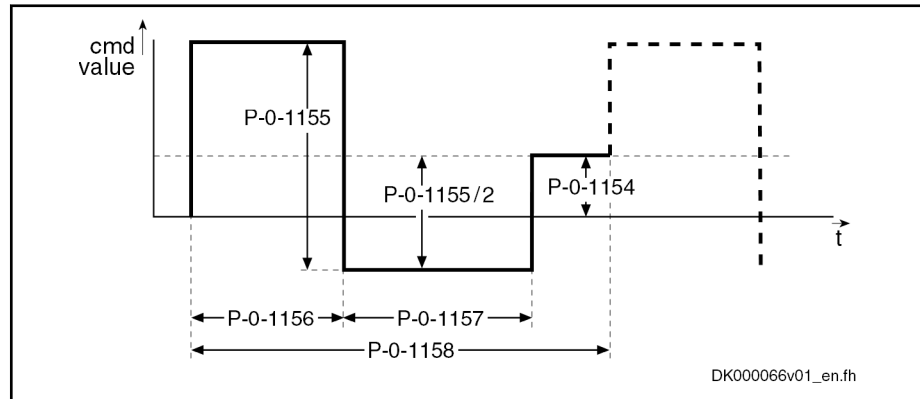 cmd
value
P-0-1155
P-0-1155/2
P-0-1154
t
P-0-1156
P-0-1157
P-0-1158
DK000066v01_en.fh